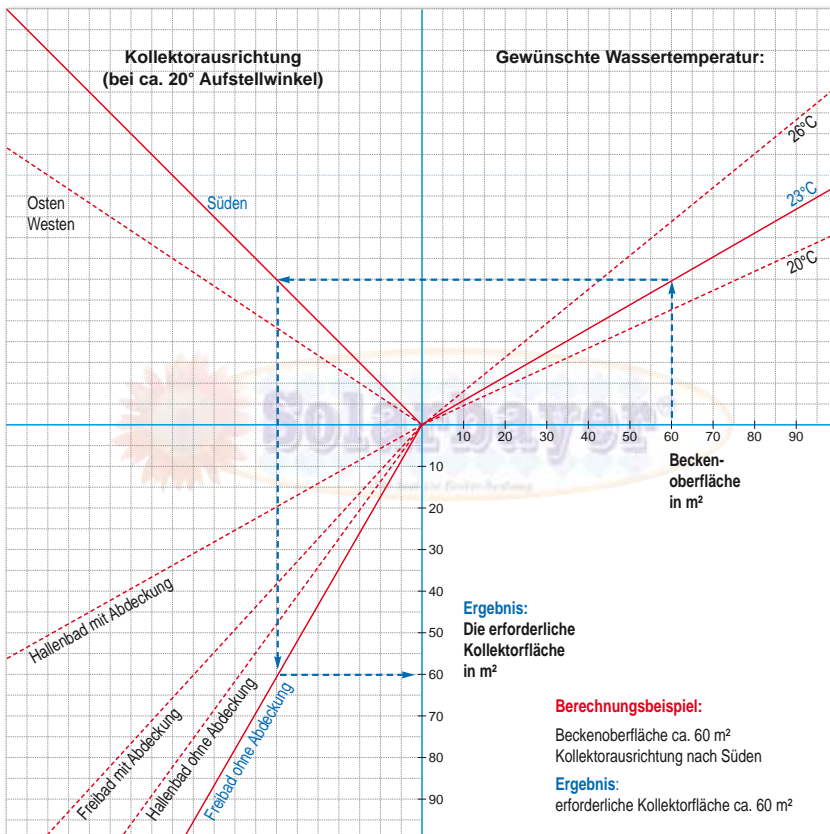 Kollektorausrichtung
(bei ca. 20° Aufstellwinkel)
Gewünschte Wassertemperatur:
26°C
23°C
20°C
Osten
Westen
Süden
Solarbayer®
10 20 30 40 50 60 70 80 90
Becken-
oberfläche
in m²
10
20
30
40
50
60
70
80
90
Hallenbad mit Abdeckung
Freibad mit Abdeckung
Hallenbad ohne Abdeckung
Freibad ohne Abdeckung
Ergebnis:
Die erforderliche
Kollektorfläche
in m²
Berechnungsbeispiel:
Beckenoberfläche ca. 60 m²
Kollektorausrichtung nach Süden
Ergebnis:
erforderliche Kollektorfläche ca. 60 m²